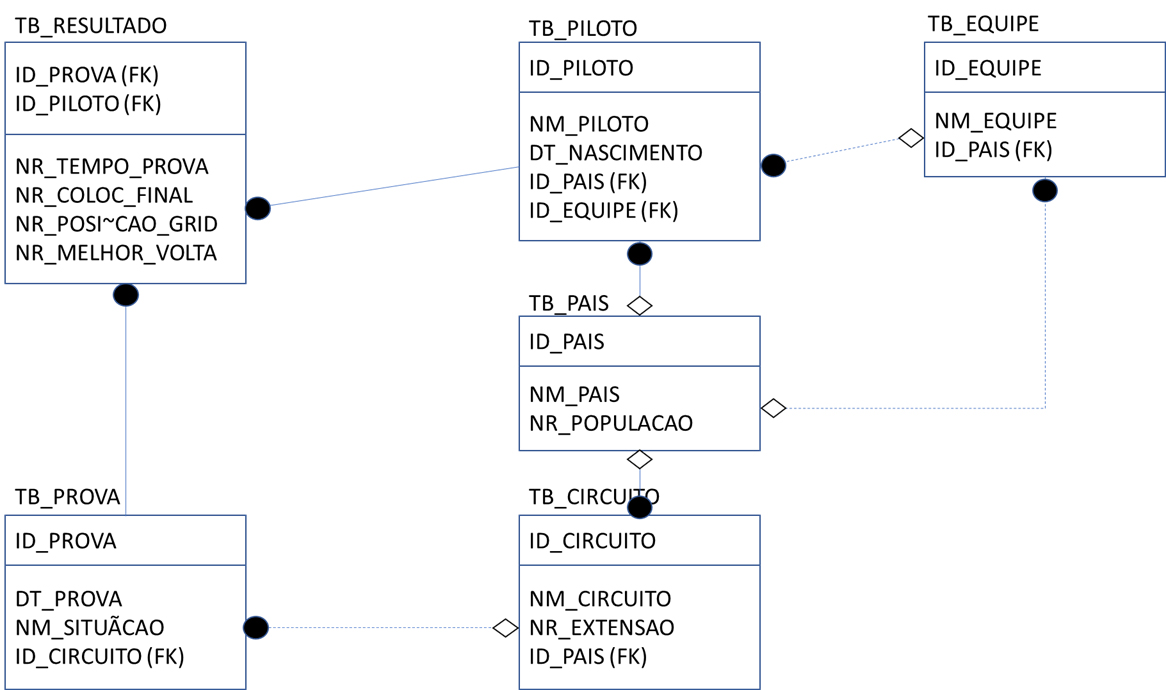 TB_RESULTADO
ID_PROVA (FK)
ID_PILOTO (FK)
NR_TEMPO_PROVA
NR_COLOC_FINAL
NR_POSI~CAO_GRID
NR_MELHOR_VOLTA
TB_PILOTO
ID_PILOTO
NM_PILOTO
DT_NASCIMENTO
ID_PAIS (FK)
ID_EQUIPE (FK)
TB_EQUIPE
ID_EQUIPE
NM_EQUIPE
ID_PAIS (FK)
TB_PAIS
ID_PAIS
NM_PAIS
NR_POPULACAO
TB_PROVA
ID_PROVA
DT_PROVA
NM_SITUÃCAO
ID_CIRCUITO (FK)
TB_CIRCUITO
ID_CIRCUITO
NM_CIRCUITO
NR_EXTENSAO
ID_PAIS (FK)